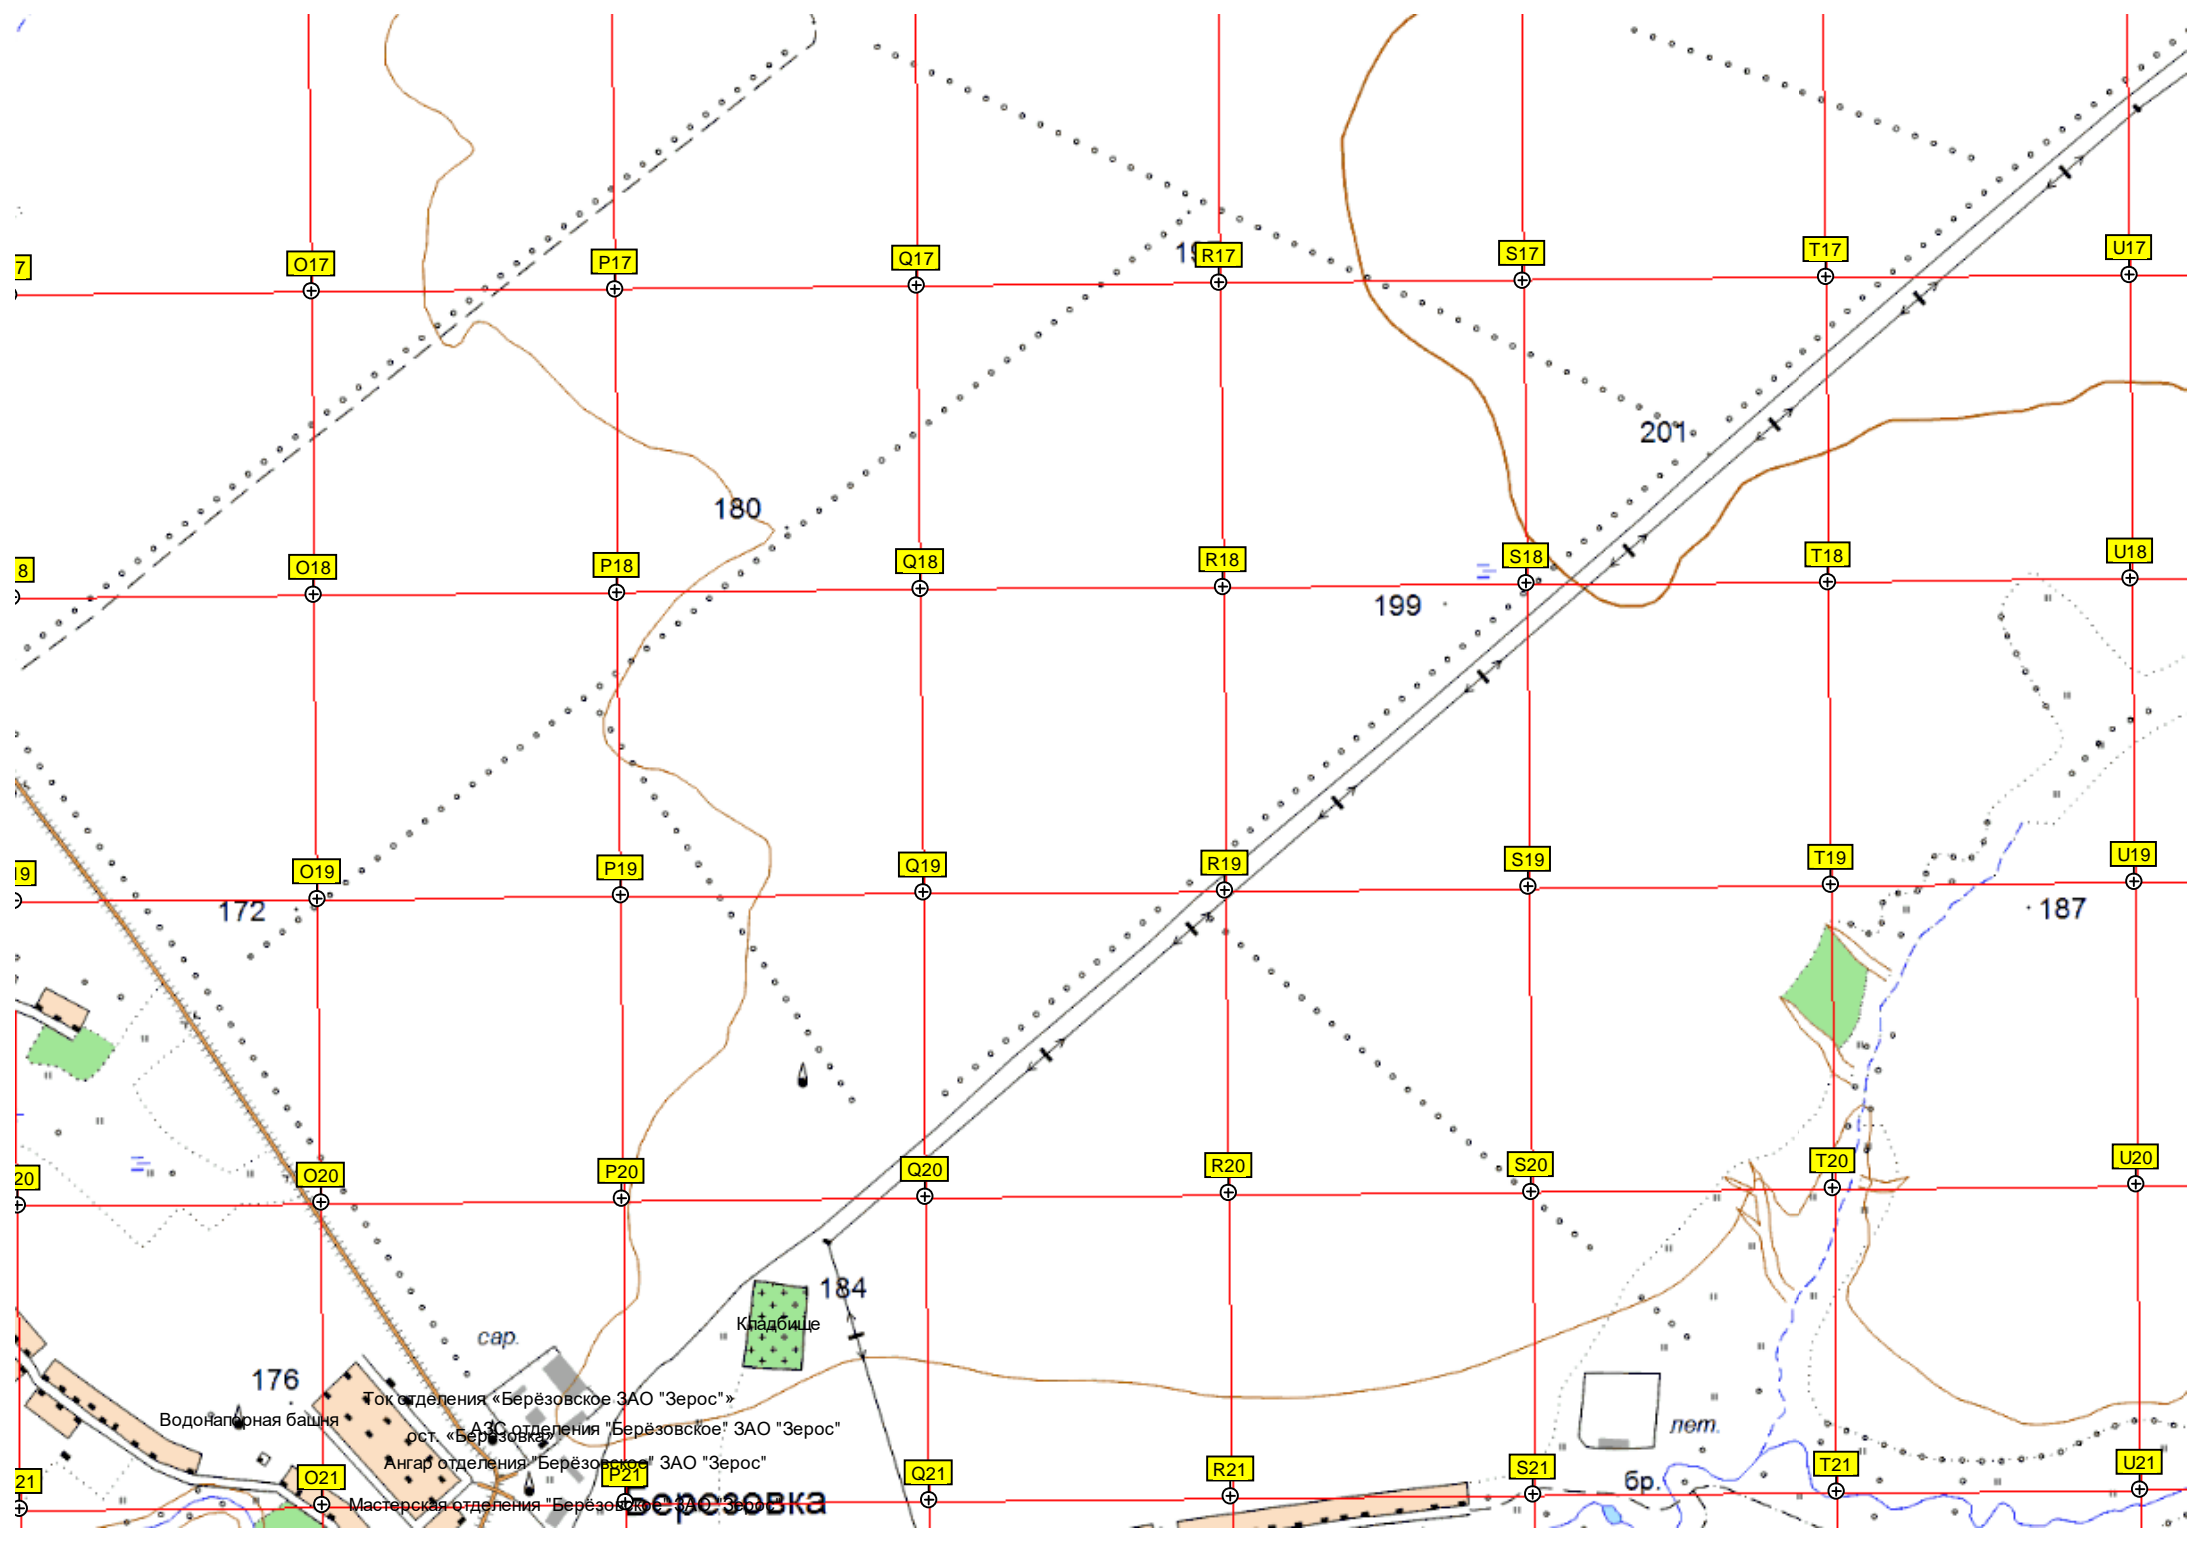 7
O17
P17
Q17
R17
S17
T17
U17
201
180
8
O18
P18
Q18
R18
S18
T18
U18
199
19
O19
P19
Q19
R19
S19
T19
U19
172
187
20
O20
P20
Q20
R20
S20
T20
U20
184
Кладбище
сар.
176
Ток отделения «Берёзовское ЗАО "Зерос"»
Водонапорная башня
АЗС отделения "Берёзовское" ЗАО "Зерос"
ост. «Берёзовка»
лет.
Ангар отделения "Берёзовское" ЗАО "Зерос"
21
O21
P21
Q21
R21
S21
T21
U21
бр.
Мастерская отделения "Берёзовское" ЗАО "Зерос"
Березовка